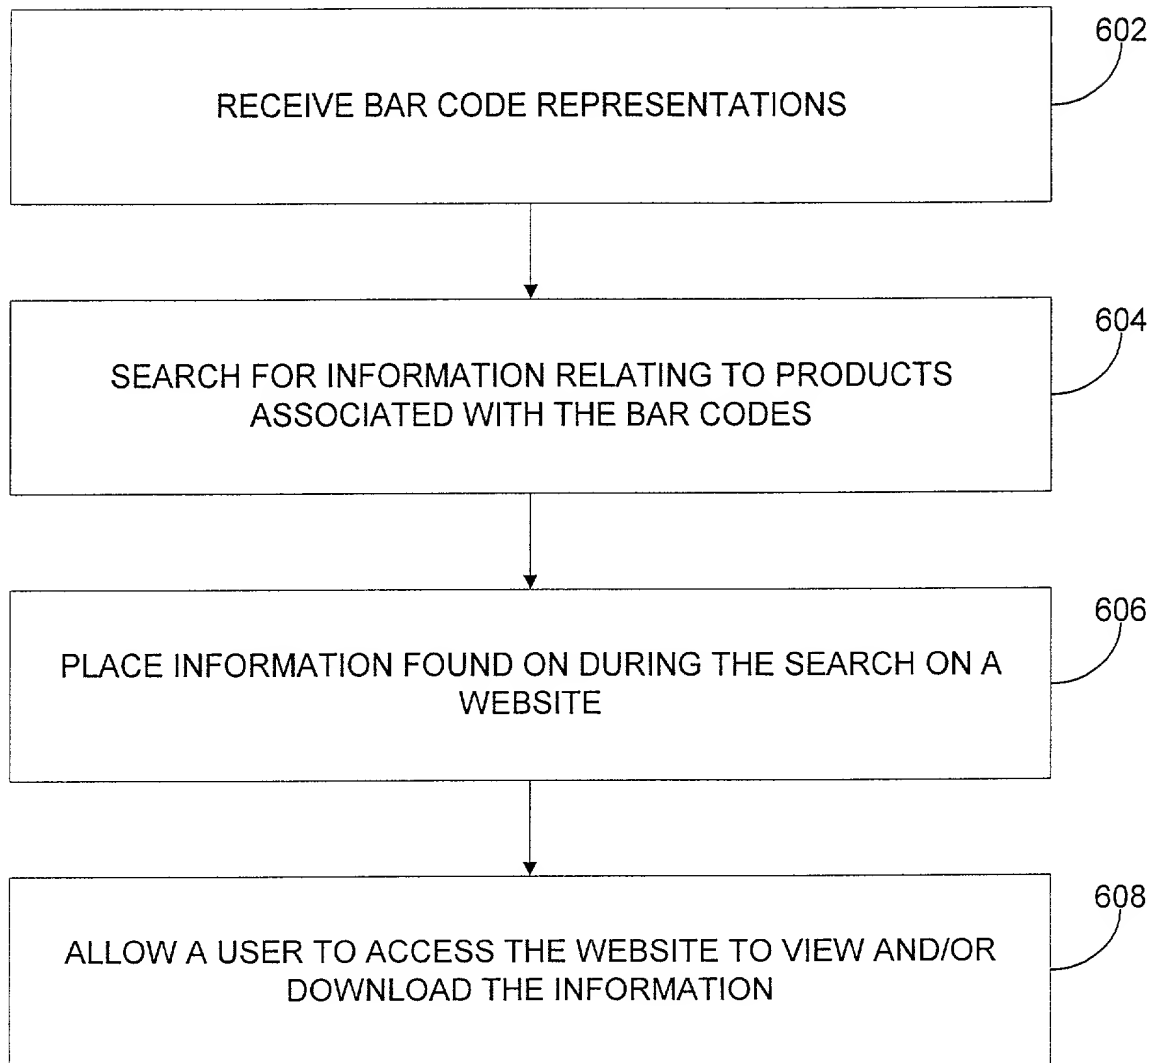 602
RECEIVE BAR CODE REPRESENTATIONS
604
SEARCH FOR INFORMATION RELATING TO PRODUCTS
ASSOCIATED WITH THE BAR CODES
606
PLACE INFORMATION FOUND ON DURING THE SEARCH ON A
WEBSITE
608
ALLOW A USER TO ACCESS THE WEBSITE TO VIEW AND/OR
DOWNLOAD THE INFORMATION